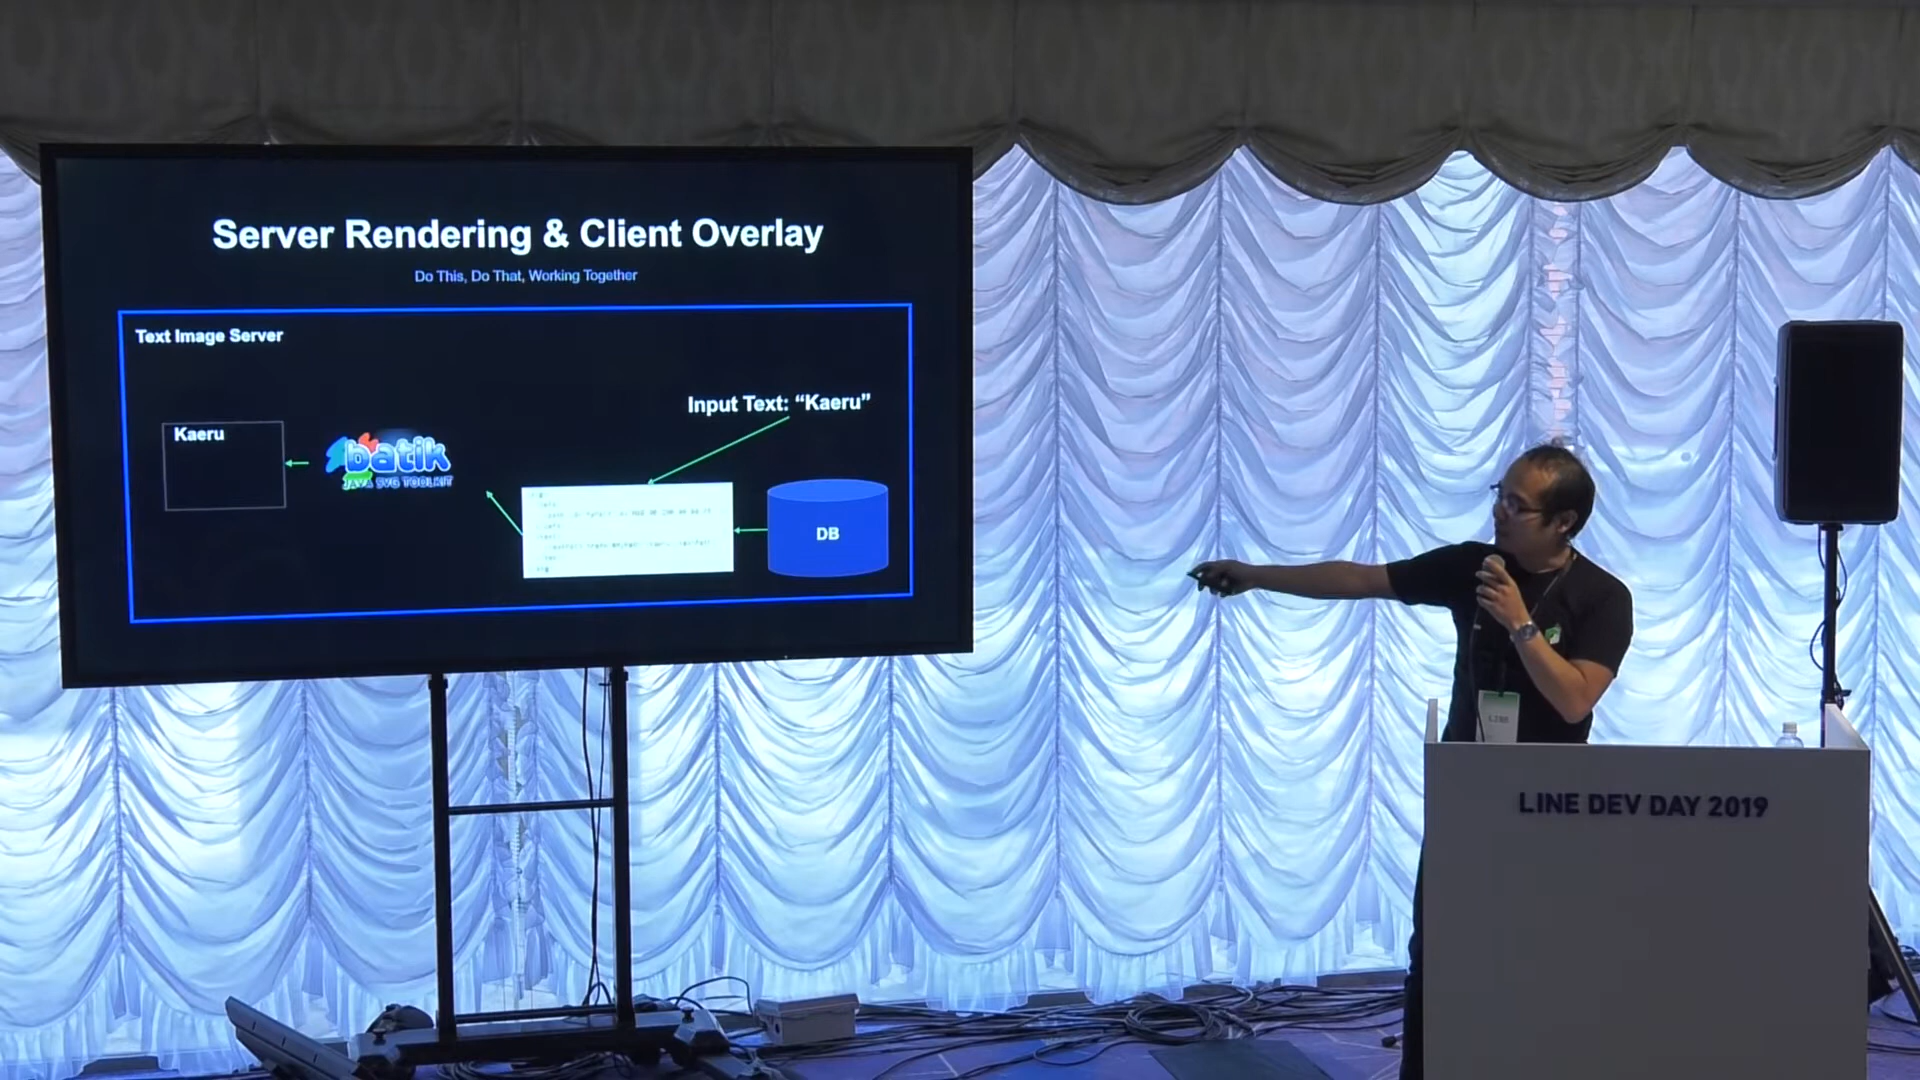 Server Rendering & Client Overlay
Do This, Do That, Working Together
Text Image Server
Input Text: “Kaeru”
Kaeru
batik
JAVA SVG TOOLKIT
DB
LINE
LINE DEV DAY 2019